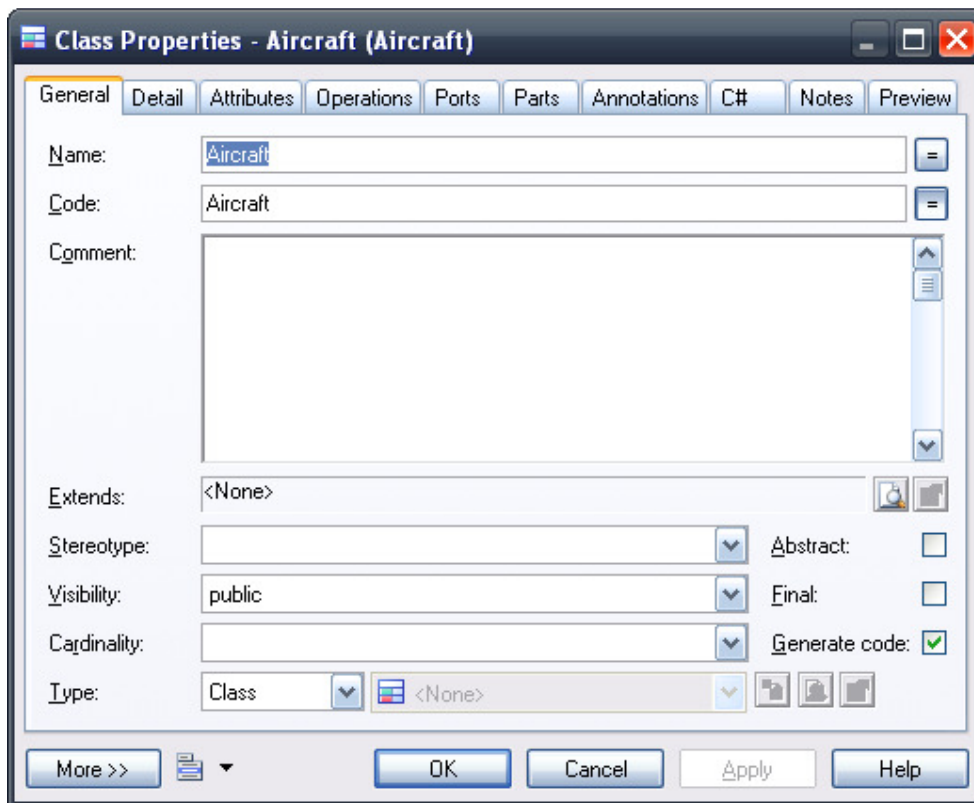 Class Properties - Aircraft (Aircraft)
General Detail Attributes Operations Ports Parts Annotations C# Notes Preview
Name: Aircraft =
Code: Aircraft =
Comment:
Extends: <None>
Stereotype: Abstract:
Visibility: public Final:
Cardinality: Generate code:
Type: Class <None>
More >> OK Cancel Apply Help